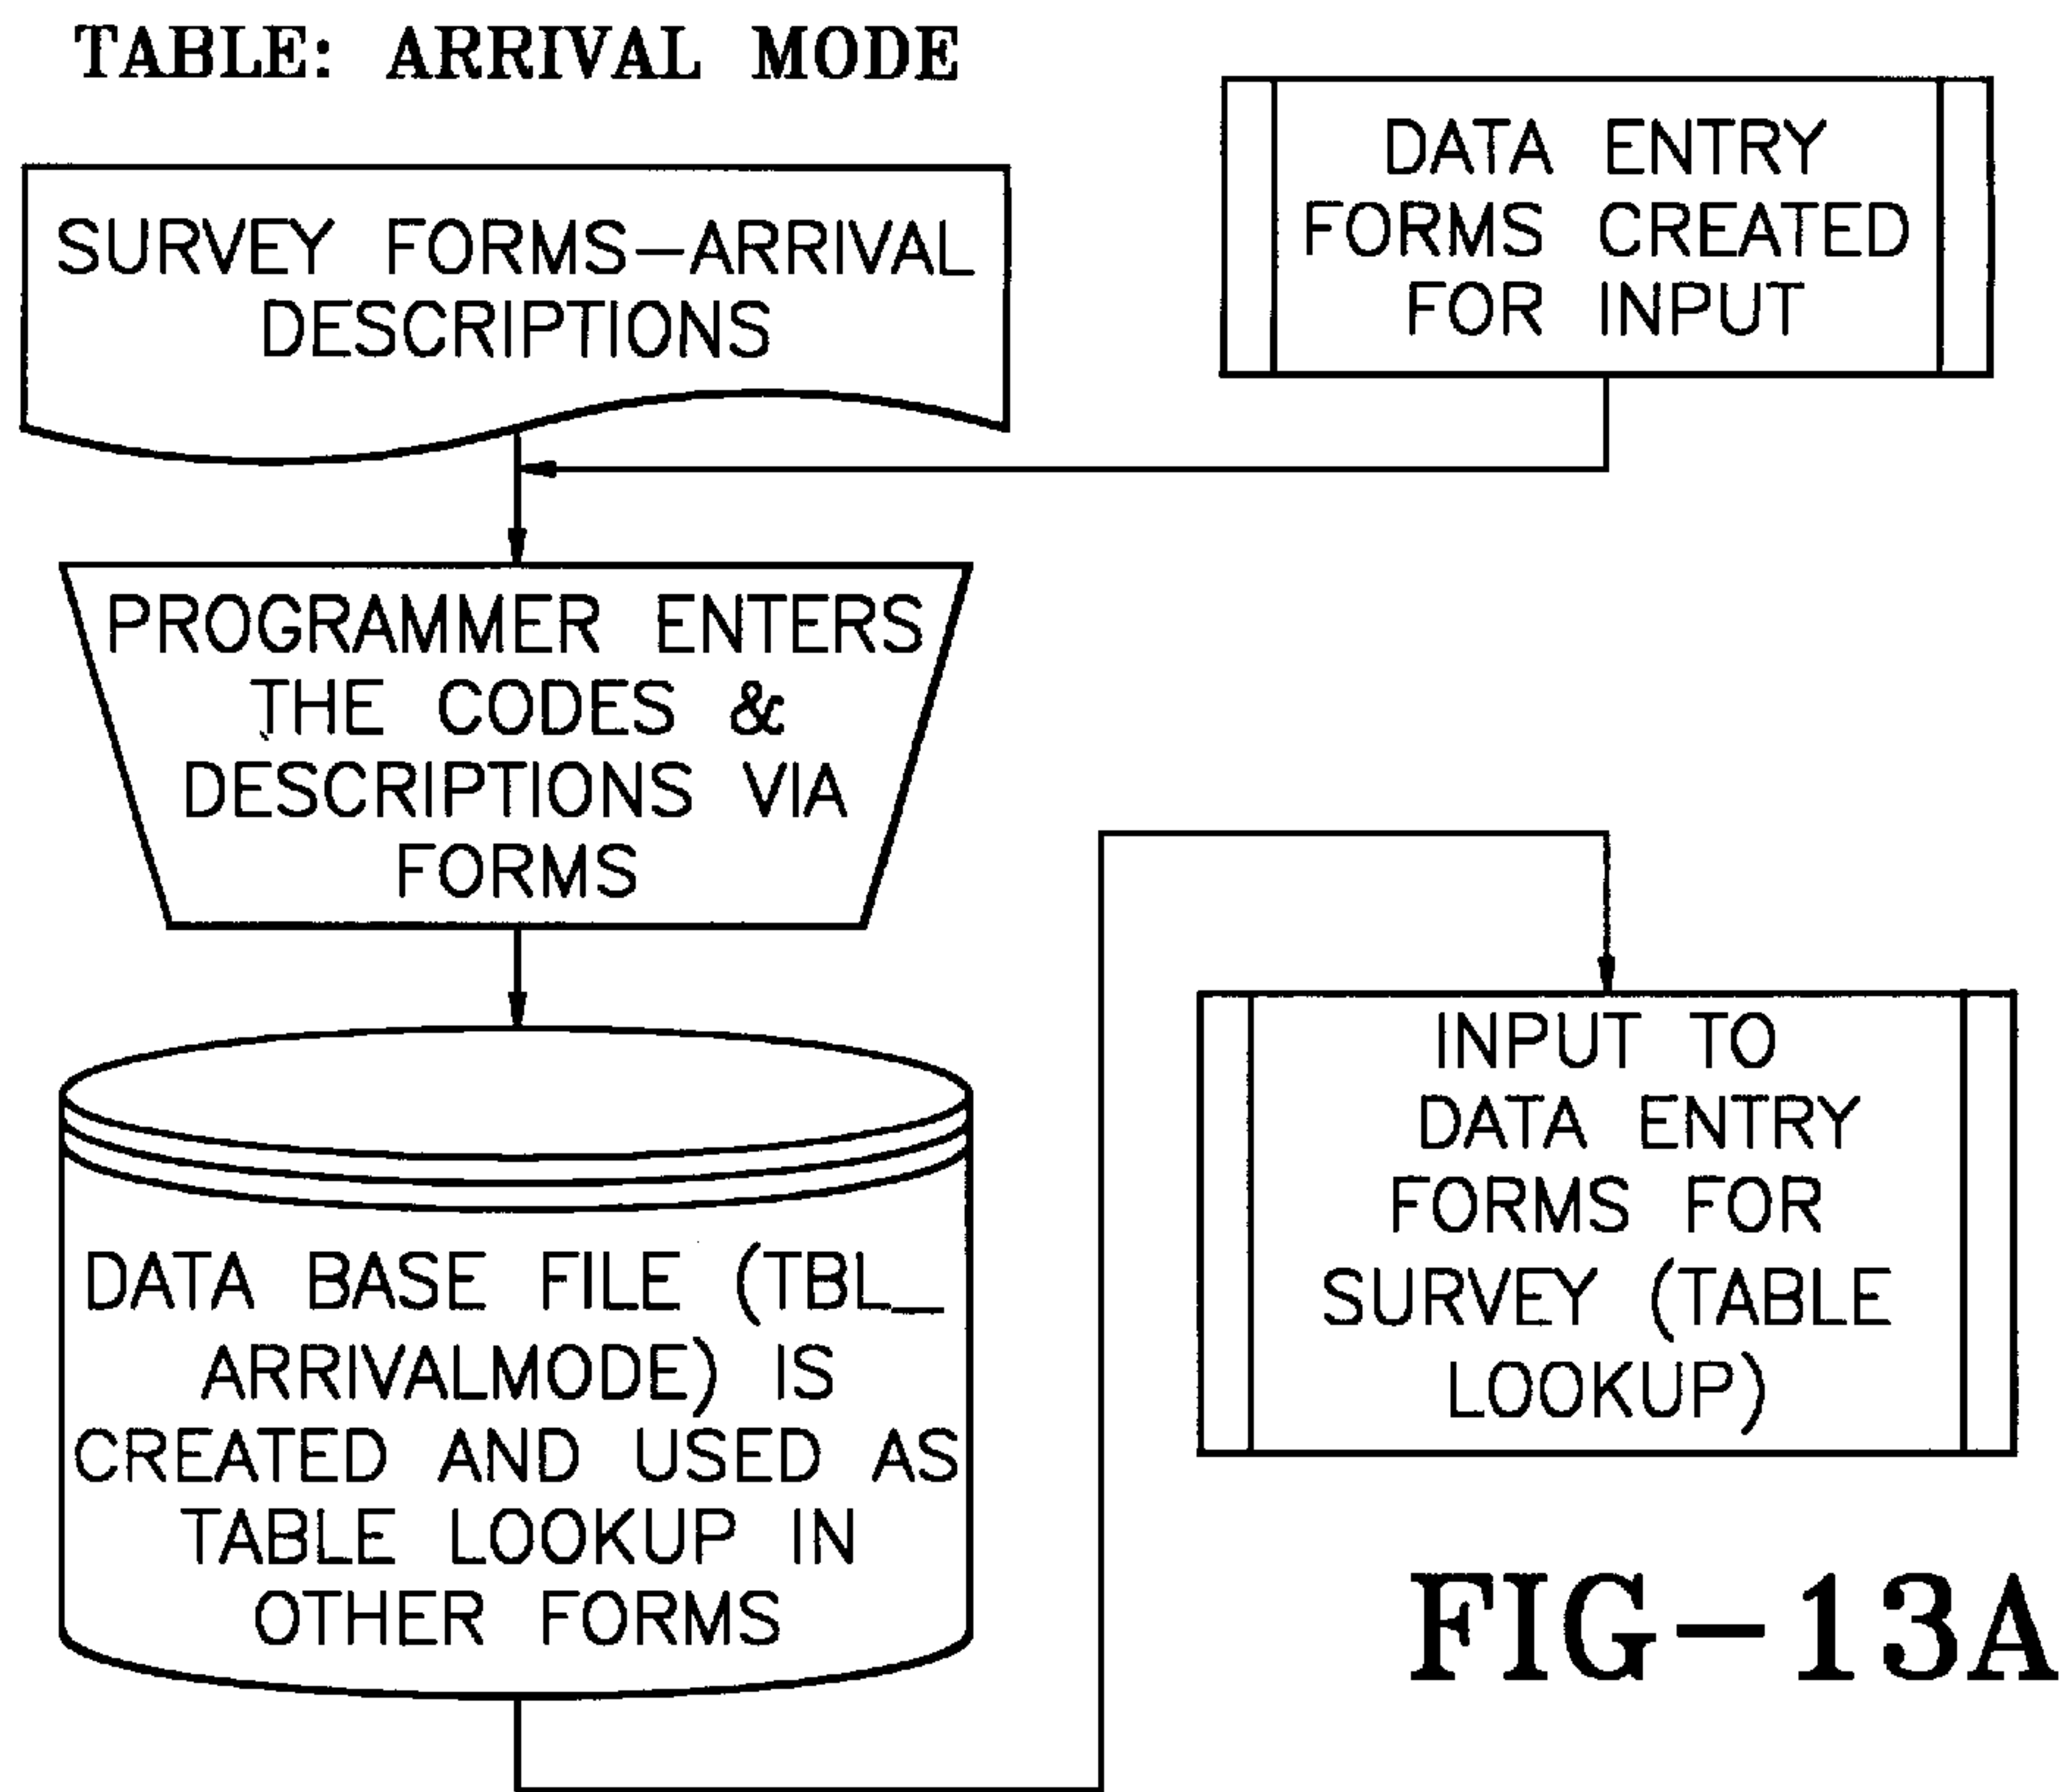 TABLE: ARRIVAL MODE
SURVEY FORMS-ARRIVAL
DESCRIPTIONS
DATA ENTRY
FORMS CREATED
FOR INPUT
PROGRAMMER ENTERS
THE CODES &
DESCRIPTIONS VIA
FORMS
DATA BASE FILE (TBL_
ARRIVALMODE) IS
CREATED AND USED AS
TABLE LOOKUP IN
OTHER FORMS
INPUT TO
DATA ENTRY
FORMS FOR
SURVEY (TABLE
LOOKUP)
FIG-13A